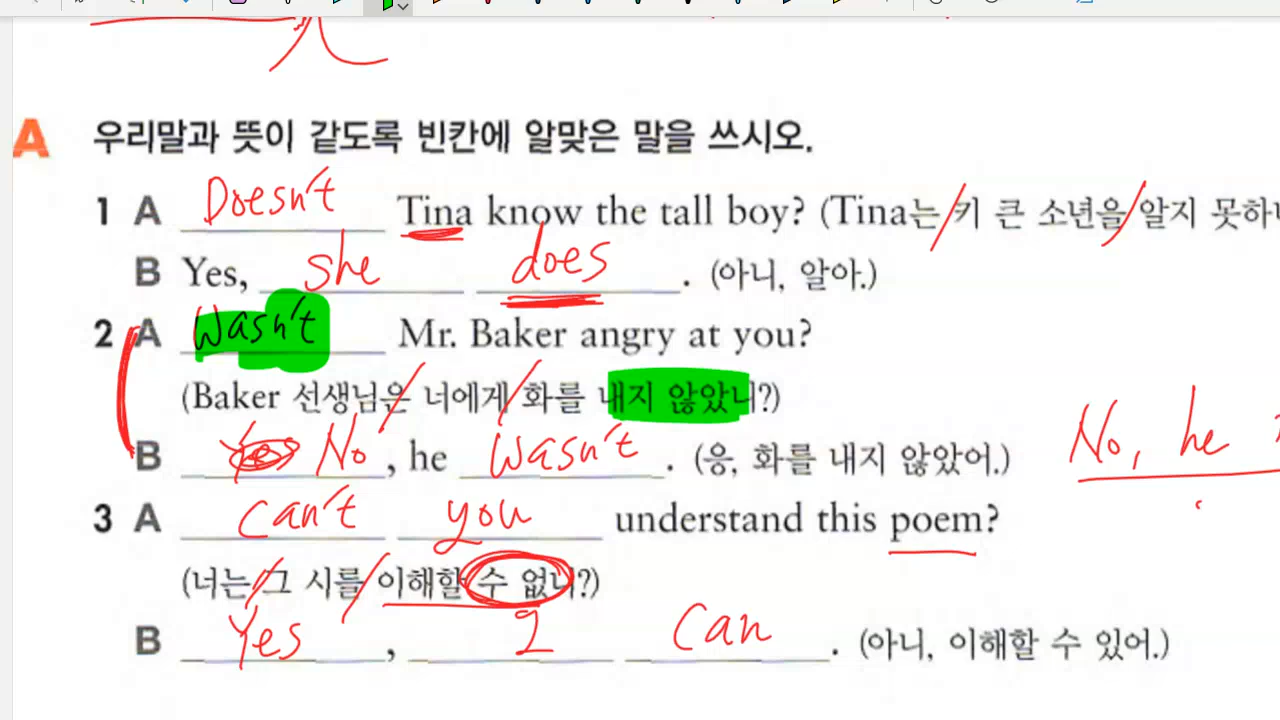 A 우리말과 뜻이 같도록 빈칸에 알맞은 말을 쓰시오.
1 A Doesn't Tina know the tall boy? (Tina는 키 큰 소년을 알지 못하니
B Yes, she does. (아니, 알아.)
2 A Wasn't Mr. Baker angry at you?
(Baker 선생님은 너에게 화를 내지 않았니?)
B Yes No, he wasn't. (응, 화를 내지 않았어.)
No, he
3 A can't you understand this poem?
(너는 그 시를 이해할 수 없니?)
B Yes, I can. (아니, 이해할 수 있어.)